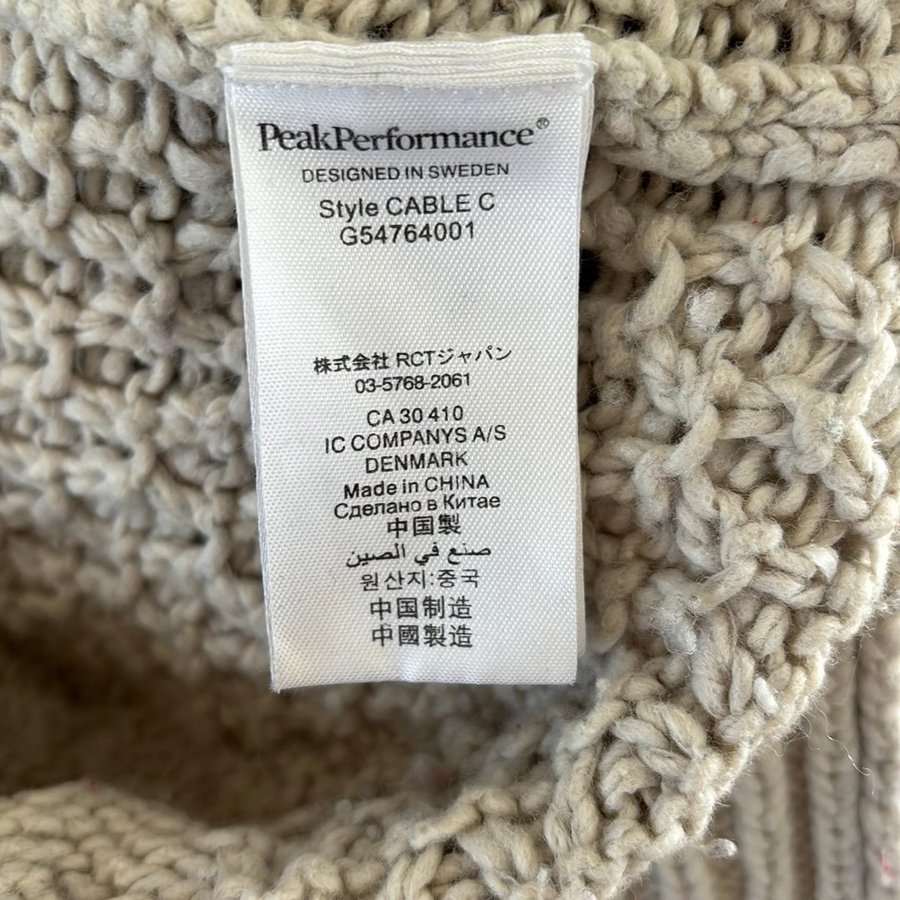 PeakPerformance®
DESIGNED IN SWEDEN
Style CABLE C
G54764001
株式会社 RCTジャパン
03-5768-2061
CA 30 410
IC COMPANYS A/S
DENMARK
Made in CHINA
Сделано в Китае
中国製
صنع في الصين
원산지:중국
中国制造
中國製造